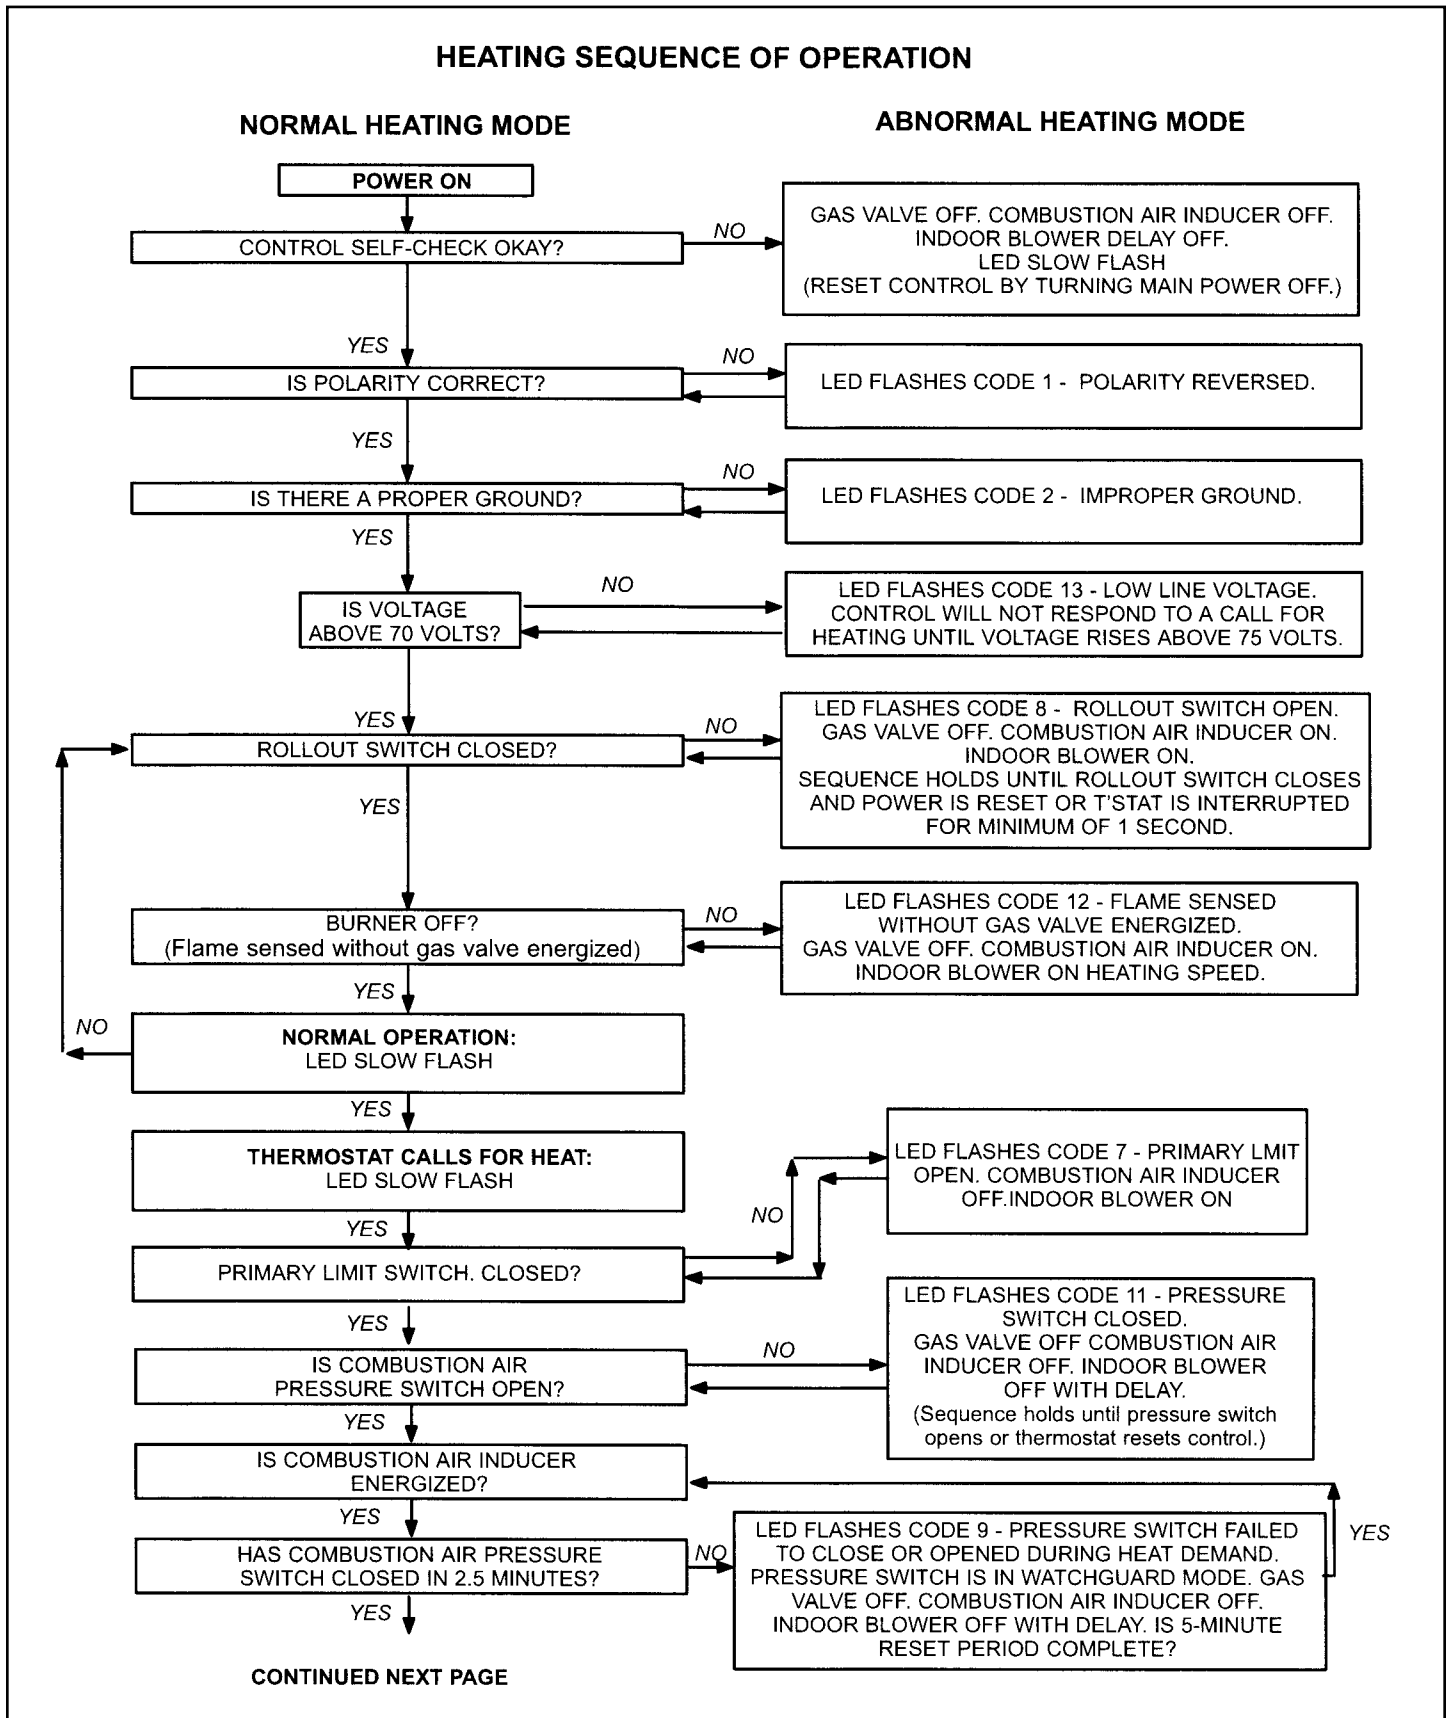 HEATING SEQUENCE OF OPERATION
NORMAL HEATING MODE
ABNORMAL HEATING MODE
POWER ON
CONTROL SELF-CHECK OKAY?
NO
GAS VALVE OFF. COMBUSTION AIR INDUCER OFF.
INDOOR BLOWER DELAY OFF.
LED SLOW FLASH
(RESET CONTROL BY TURNING MAIN POWER OFF.)
YES
IS POLARITY CORRECT?
NO
LED FLASHES CODE 1 - POLARITY REVERSED.
YES
IS THERE A PROPER GROUND?
NO
LED FLASHES CODE 2 - IMPROPER GROUND.
YES
IS VOLTAGE
ABOVE 70 VOLTS?
NO
LED FLASHES CODE 13 - LOW LINE VOLTAGE.
CONTROL WILL NOT RESPOND TO A CALL FOR
HEATING UNTIL VOLTAGE RISES ABOVE 75 VOLTS.
YES
ROLLOUT SWITCH CLOSED?
NO
LED FLASHES CODE 8 - ROLLOUT SWITCH OPEN.
GAS VALVE OFF. COMBUSTION AIR INDUCER ON.
INDOOR BLOWER ON.
SEQUENCE HOLDS UNTIL ROLLOUT SWITCH CLOSES
AND POWER IS RESET OR T'STAT IS INTERRUPTED
FOR MINIMUM OF 1 SECOND.
YES
BURNER OFF?
(Flame sensed without gas valve energized)
NO
LED FLASHES CODE 12 - FLAME SENSED
WITHOUT GAS VALVE ENERGIZED.
GAS VALVE OFF. COMBUSTION AIR INDUCER ON.
INDOOR BLOWER ON HEATING SPEED.
YES
NO
NORMAL OPERATION:
LED SLOW FLASH
YES
THERMOSTAT CALLS FOR HEAT:
LED SLOW FLASH
YES
PRIMARY LIMIT SWITCH. CLOSED?
NO
LED FLASHES CODE 7 - PRIMARY LMIT
OPEN. COMBUSTION AIR INDUCER
OFF.INDOOR BLOWER ON
YES
IS COMBUSTION AIR
PRESSURE SWITCH OPEN?
NO
LED FLASHES CODE 11 - PRESSURE
SWITCH CLOSED.
GAS VALVE OFF COMBUSTION AIR
INDUCER OFF. INDOOR BLOWER
OFF WITH DELAY.
(Sequence holds until pressure switch
opens or thermostat resets control.)
YES
IS COMBUSTION AIR INDUCER
ENERGIZED?
YES
HAS COMBUSTION AIR PRESSURE
SWITCH CLOSED IN 2.5 MINUTES?
NO
LED FLASHES CODE 9 - PRESSURE SWITCH FAILED
TO CLOSE OR OPENED DURING HEAT DEMAND.
PRESSURE SWITCH IS IN WATCHGUARD MODE. GAS
VALVE OFF. COMBUSTION AIR INDUCER OFF.
INDOOR BLOWER OFF WITH DELAY. IS 5-MINUTE
RESET PERIOD COMPLETE?
YES
YES
CONTINUED NEXT PAGE